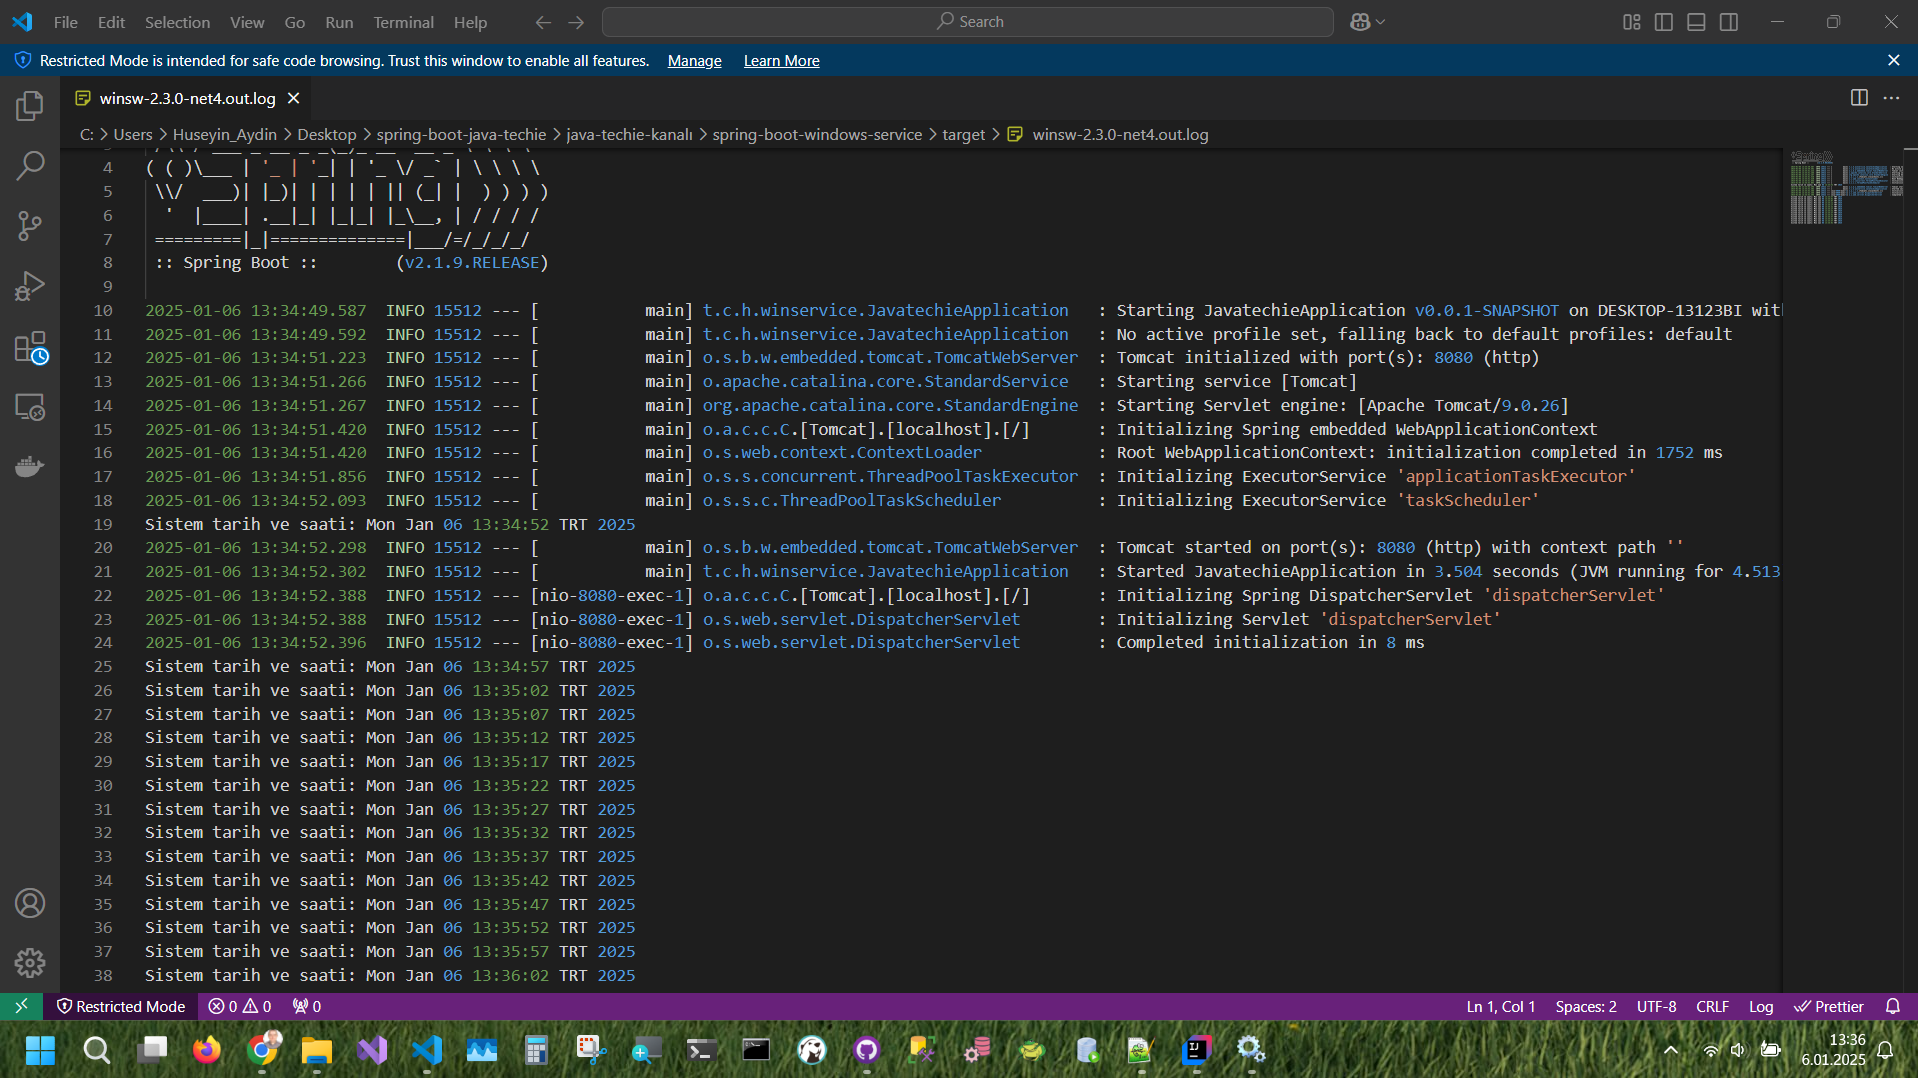 File Edit Selection View Go Run Terminal Help
Search
Restricted Mode is intended for safe code browsing. Trust this window to enable all features. Manage Learn More
winsw-2.3.0-net4.out.log
C: > Users > Huseyin_Aydin > Desktop > spring-boot-java-techie > java-techie-kanalı > spring-boot-windows-service > target > winsw-2.3.0-net4.out.log
4 ( ( )\___ | '_ | '_| | '_ \/ _` | \ \ \ \
5  \\/  ___)| |_)| | | | | || (_| |  ) ) ) )
6   '  |____| .__|_| |_|_| |_\__, | / / / /
7  =========|_|==============|___/=/_/_/_/
8  :: Spring Boot ::        (v2.1.9.RELEASE)
9
10 2025-01-06 13:34:49.587  INFO 15512 --- [           main] t.c.h.winservice.JavatechieApplication   : Starting JavatechieApplication v0.0.1-SNAPSHOT on DESKTOP-13123BI with
11 2025-01-06 13:34:49.592  INFO 15512 --- [           main] t.c.h.winservice.JavatechieApplication   : No active profile set, falling back to default profiles: default
12 2025-01-06 13:34:51.223  INFO 15512 --- [           main] o.s.b.w.embedded.tomcat.TomcatWebServer  : Tomcat initialized with port(s): 8080 (http)
13 2025-01-06 13:34:51.266  INFO 15512 --- [           main] o.apache.catalina.core.StandardService   : Starting service [Tomcat]
14 2025-01-06 13:34:51.267  INFO 15512 --- [           main] org.apache.catalina.core.StandardEngine  : Starting Servlet engine: [Apache Tomcat/9.0.26]
15 2025-01-06 13:34:51.420  INFO 15512 --- [           main] o.a.c.c.C.[Tomcat].[localhost].[/]       : Initializing Spring embedded WebApplicationContext
16 2025-01-06 13:34:51.420  INFO 15512 --- [           main] o.s.web.context.ContextLoader            : Root WebApplicationContext: initialization completed in 1752 ms
17 2025-01-06 13:34:51.856  INFO 15512 --- [           main] o.s.s.concurrent.ThreadPoolTaskExecutor  : Initializing ExecutorService 'applicationTaskExecutor'
18 2025-01-06 13:34:52.093  INFO 15512 --- [           main] o.s.s.c.ThreadPoolTaskScheduler          : Initializing ExecutorService 'taskScheduler'
19 Sistem tarih ve saati: Mon Jan 06 13:34:52 TRT 2025
20 2025-01-06 13:34:52.298  INFO 15512 --- [           main] o.s.b.w.embedded.tomcat.TomcatWebServer  : Tomcat started on port(s): 8080 (http) with context path ''
21 2025-01-06 13:34:52.302  INFO 15512 --- [           main] t.c.h.winservice.JavatechieApplication   : Started JavatechieApplication in 3.504 seconds (JVM running for 4.513
22 2025-01-06 13:34:52.388  INFO 15512 --- [nio-8080-exec-1] o.a.c.c.C.[Tomcat].[localhost].[/]       : Initializing Spring DispatcherServlet 'dispatcherServlet'
23 2025-01-06 13:34:52.388  INFO 15512 --- [nio-8080-exec-1] o.s.web.servlet.DispatcherServlet        : Initializing Servlet 'dispatcherServlet'
24 2025-01-06 13:34:52.396  INFO 15512 --- [nio-8080-exec-1] o.s.web.servlet.DispatcherServlet        : Completed initialization in 8 ms
25 Sistem tarih ve saati: Mon Jan 06 13:34:57 TRT 2025
26 Sistem tarih ve saati: Mon Jan 06 13:35:02 TRT 2025
27 Sistem tarih ve saati: Mon Jan 06 13:35:07 TRT 2025
28 Sistem tarih ve saati: Mon Jan 06 13:35:12 TRT 2025
29 Sistem tarih ve saati: Mon Jan 06 13:35:17 TRT 2025
30 Sistem tarih ve saati: Mon Jan 06 13:35:22 TRT 2025
31 Sistem tarih ve saati: Mon Jan 06 13:35:27 TRT 2025
32 Sistem tarih ve saati: Mon Jan 06 13:35:32 TRT 2025
33 Sistem tarih ve saati: Mon Jan 06 13:35:37 TRT 2025
34 Sistem tarih ve saati: Mon Jan 06 13:35:42 TRT 2025
35 Sistem tarih ve saati: Mon Jan 06 13:35:47 TRT 2025
36 Sistem tarih ve saati: Mon Jan 06 13:35:52 TRT 2025
37 Sistem tarih ve saati: Mon Jan 06 13:35:57 TRT 2025
38 Sistem tarih ve saati: Mon Jan 06 13:36:02 TRT 2025
Restricted Mode 0 0 0 Ln 1, Col 1 Spaces: 2 UTF-8 CRLF Log Prettier
13:36
6.01.2025